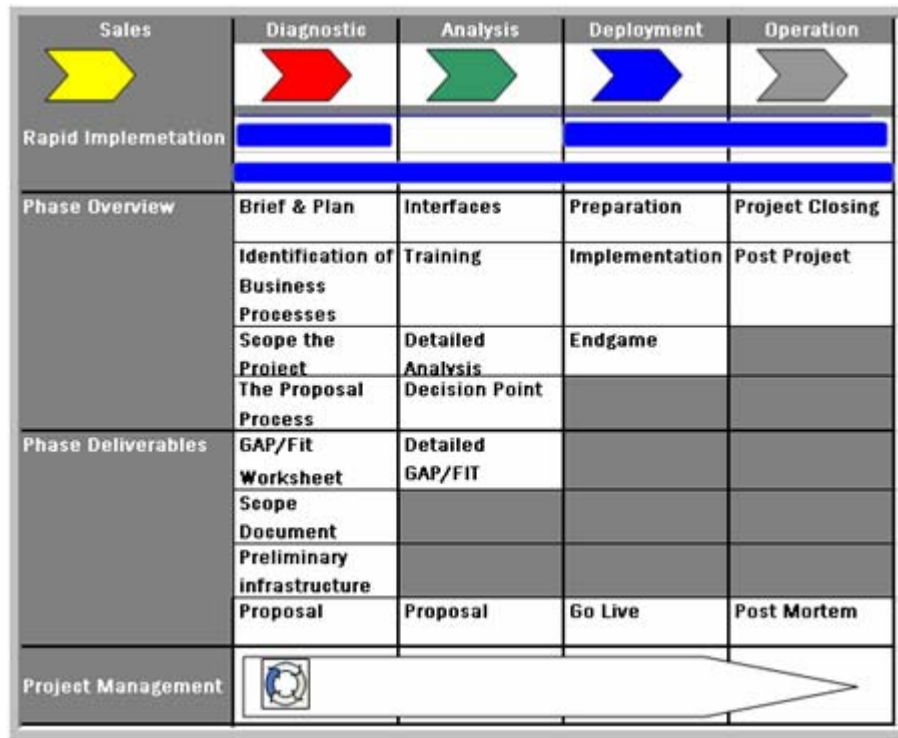 Sales Diagnostic Analysis Deployment Operation
Rapid Implemetation
Phase Overview Brief & Plan Interfaces Preparation Project Closing
Identification of Training Implementation Post Project
Business
Processes
Scope the Detailed Endgame
Project Analysis
The Proposal Decision Point
Process
Phase Deliverables GAP/Fit Detailed
Worksheet GAP/FIT
Scope
Document
Preliminary
infrastructure
Proposal Proposal Go Live Post Mortem
Project Management